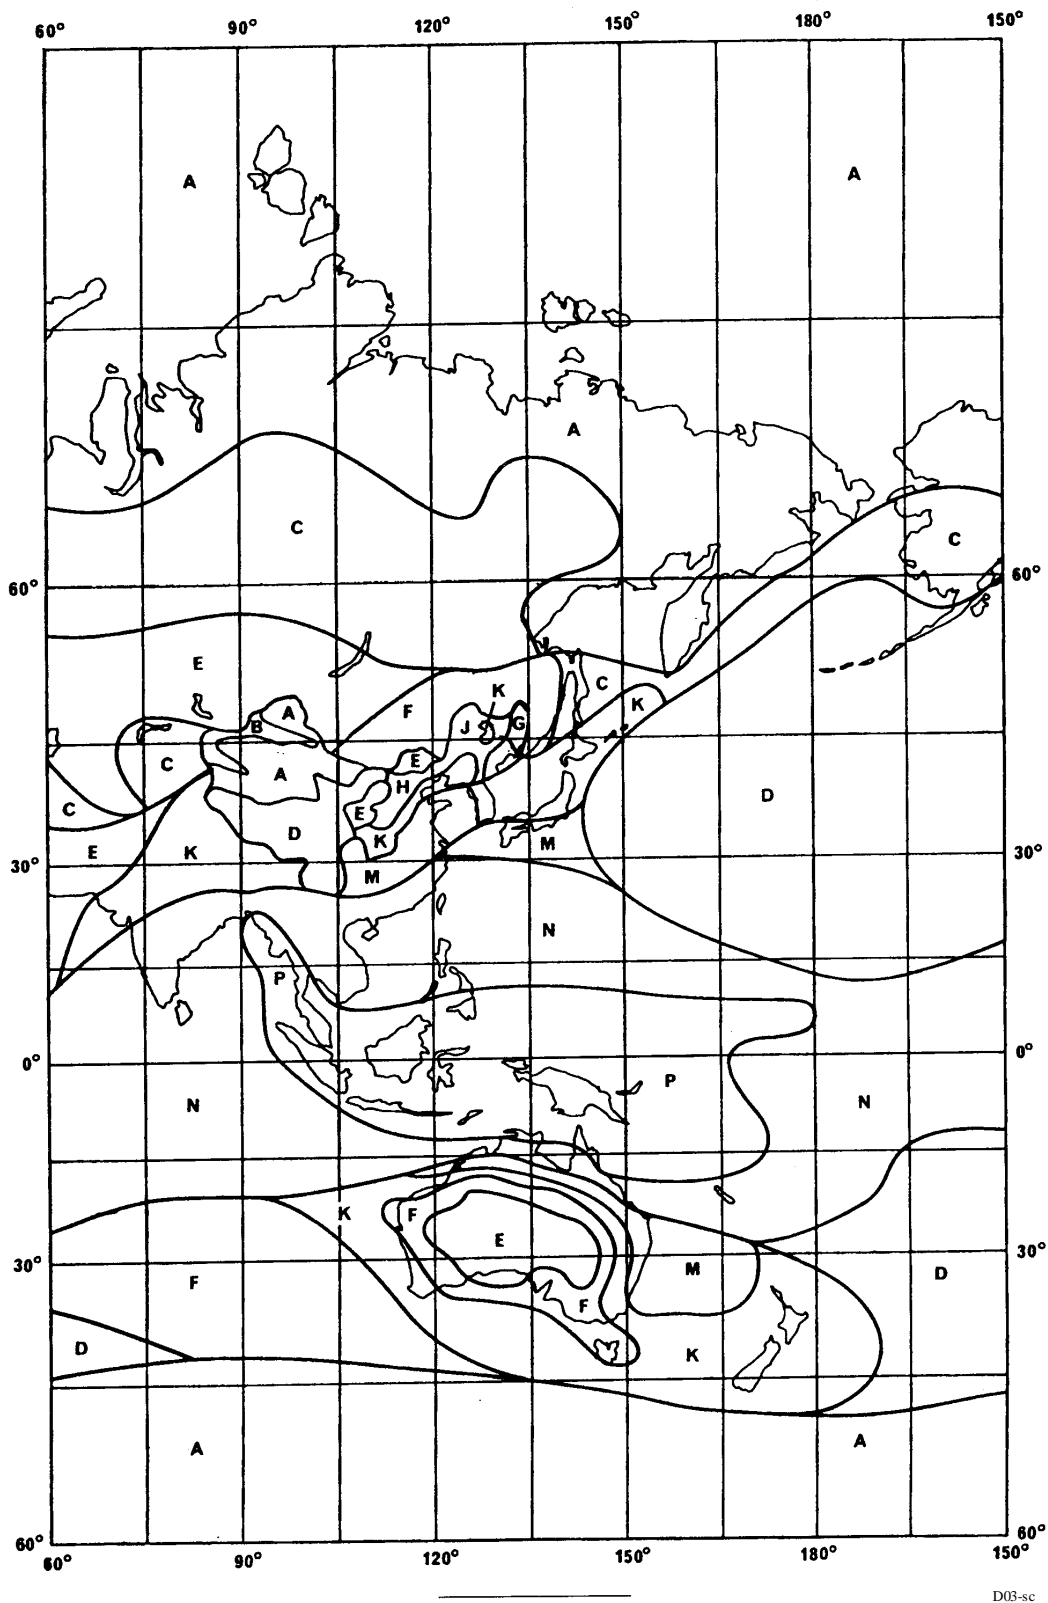 60° 90° 120° 150° 180° 150°
A A
A
C C
60° 60°
E
K C
A F K
B J G
C E
A H
C D
E
D K
E K M
30° M 30°
N
P
0° 0°
P
N N
K F
E
30° M 30°
F D
F
D K
A A
60° 60°
60° 90° 120° 150° 180° 150°
D03-sc